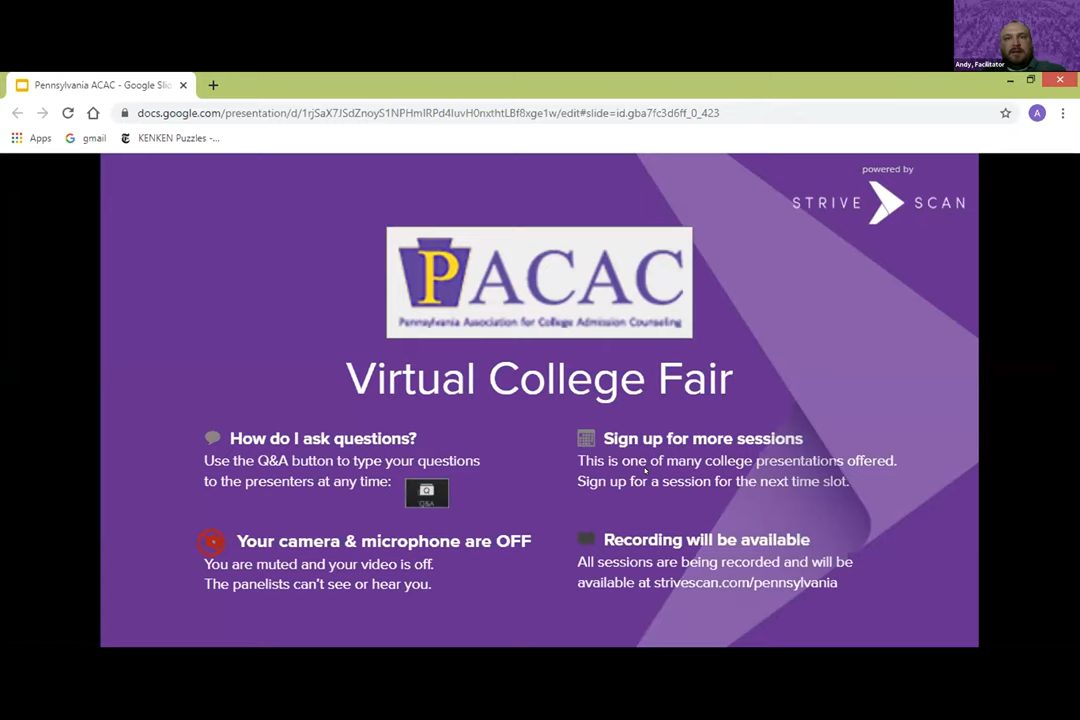 Andy, Facilitator
Pennsylvania ACAC - Google Sli
docs.google.com/presentation/d/1rjSaX7JSdZnoyS1NPHmIRPd4IuvH0nxthtLBf8xge1w/edit#slide=id.gba7fc3d6ff_0_423
A
Apps
G gmail
T KENKEN Puzzles -...
powered by
STRIVE SCAN
PACAC
Pennsylvania Association for College Admission Counseling
Virtual College Fair
How do I ask questions?
Use the Q&A button to type your questions
to the presenters at any time:
Q&A
Sign up for more sessions
This is one of many college presentations offered.
Sign up for a session for the next time slot.
Your camera & microphone are OFF
You are muted and your video is off.
The panelists can't see or hear you.
Recording will be available
All sessions are being recorded and will be
available at strivescan.com/pennsylvania